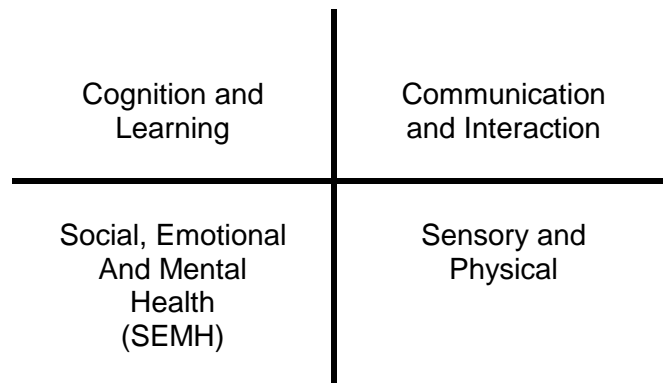 Cognition and
Learning
Communication
and Interaction
Social, Emotional
And Mental
Health
(SEMH)
Sensory and
Physical